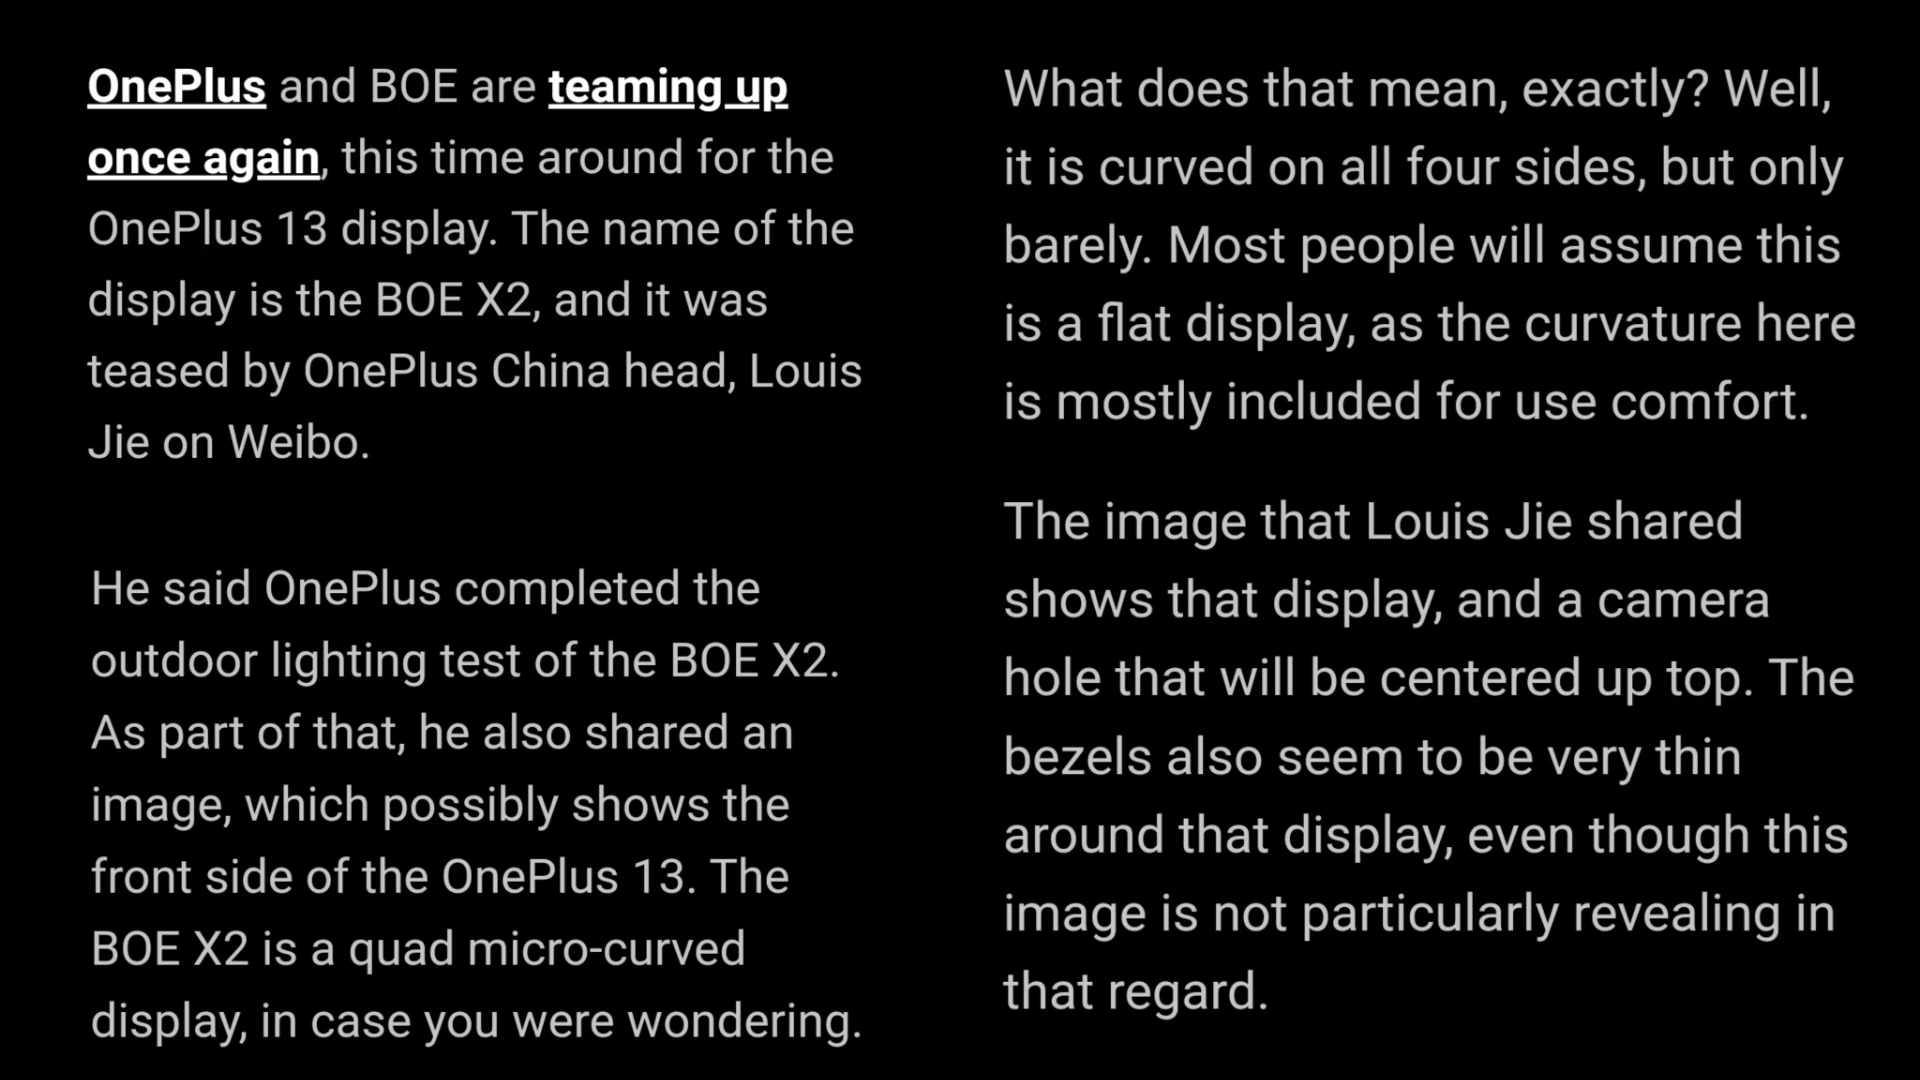 OnePlus and BOE are teaming up
once again, this time around for the
OnePlus 13 display. The name of the
display is the BOE X2, and it was
teased by OnePlus China head, Louis
Jie on Weibo.
He said OnePlus completed the
outdoor lighting test of the BOE X2.
As part of that, he also shared an
image, which possibly shows the
front side of the OnePlus 13. The
BOE X2 is a quad micro-curved
display, in case you were wondering.
What does that mean, exactly? Well,
it is curved on all four sides, but only
barely. Most people will assume this
is a flat display, as the curvature here
is mostly included for use comfort.
The image that Louis Jie shared
shows that display, and a camera
hole that will be centered up top. The
bezels also seem to be very thin
around that display, even though this
image is not particularly revealing in
that regard.